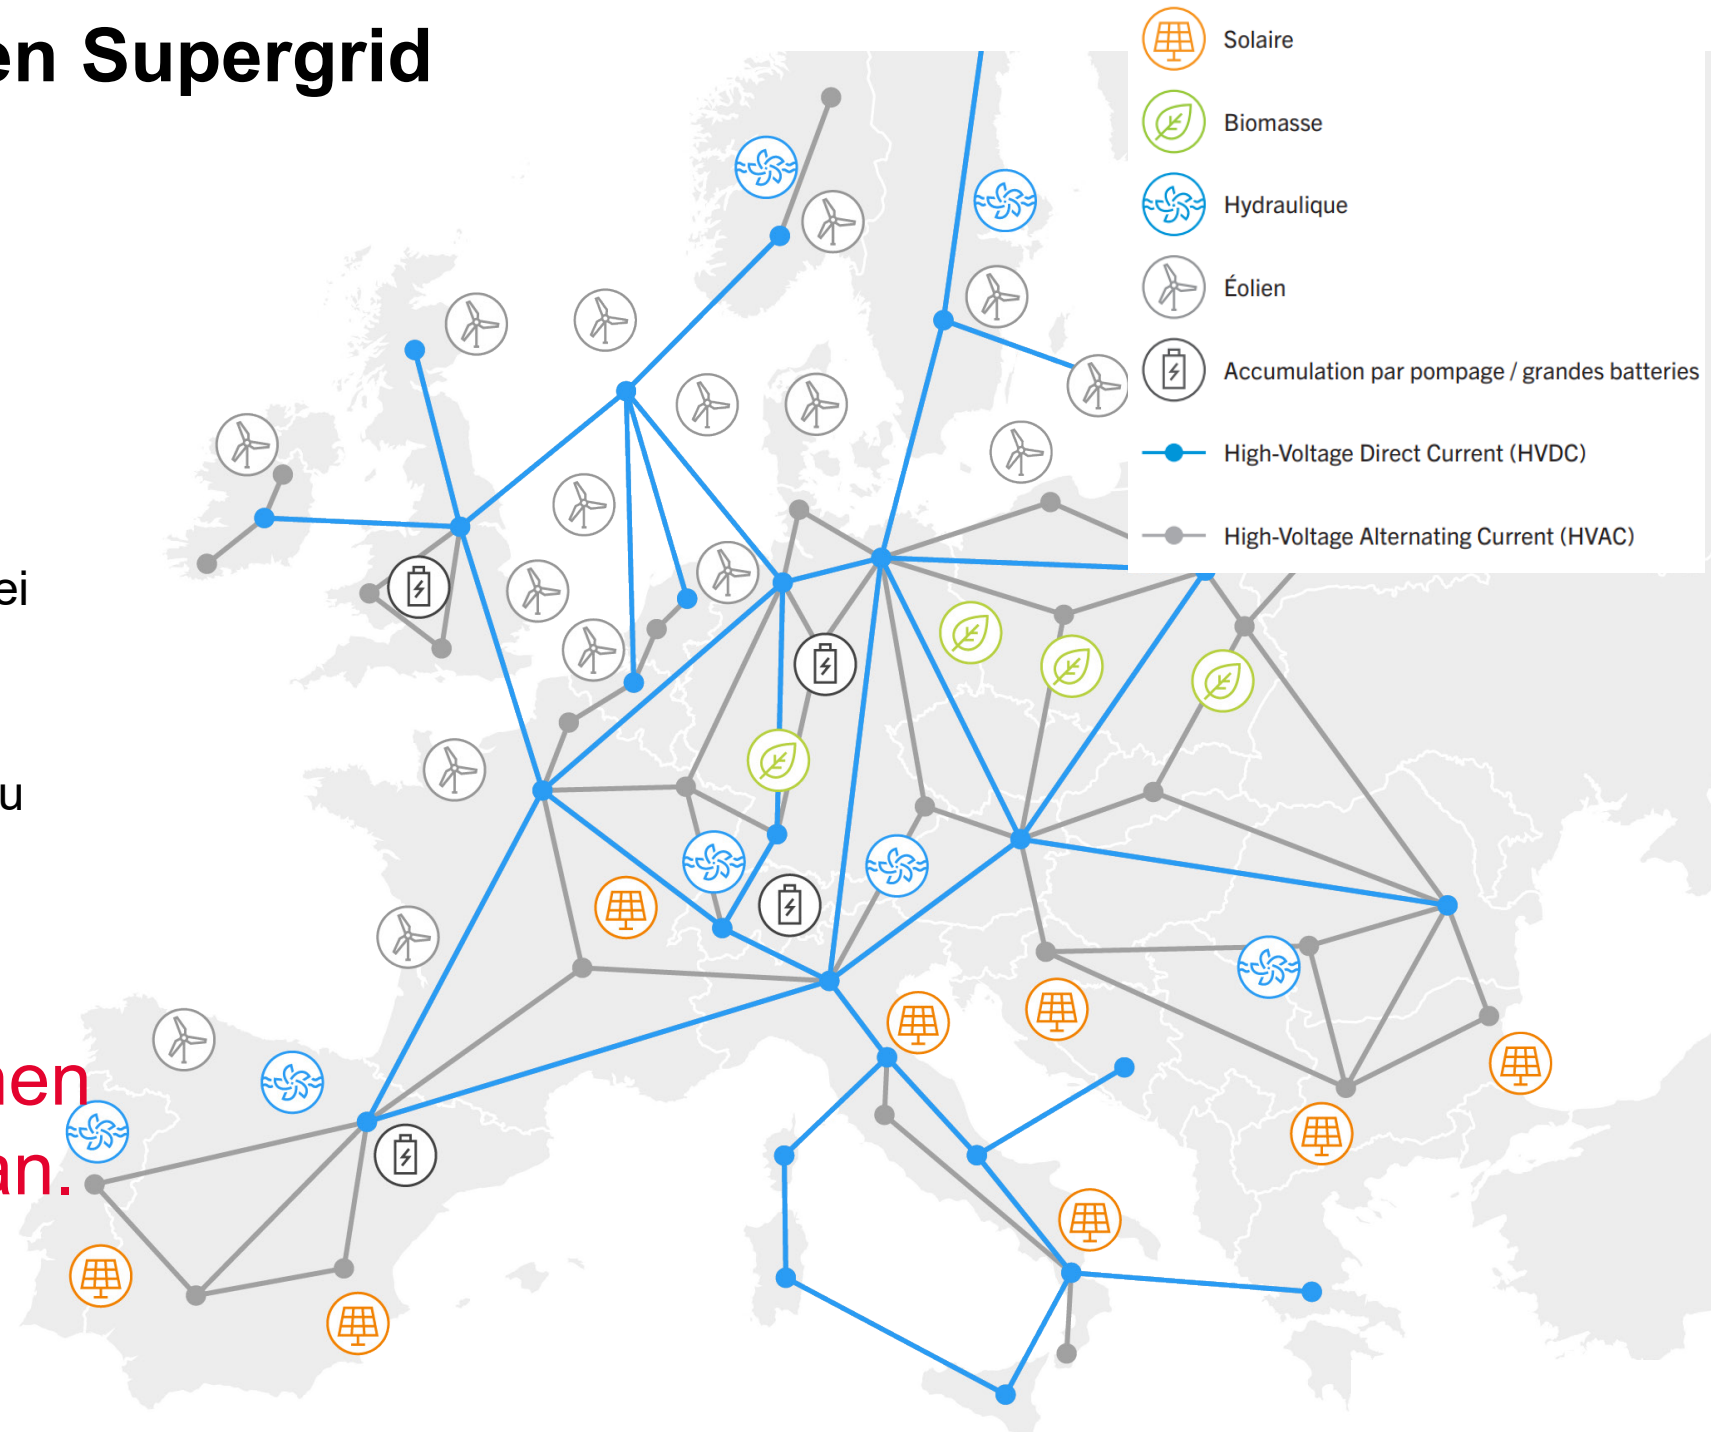 en Supergrid
Solaire
Biomasse
Hydraulique
Éolien
Accumulation par pompage / grandes batteries
High-Voltage Direct Current (HVDC)
High-Voltage Alternating Current (HVAC)
ei
u
nen
an.